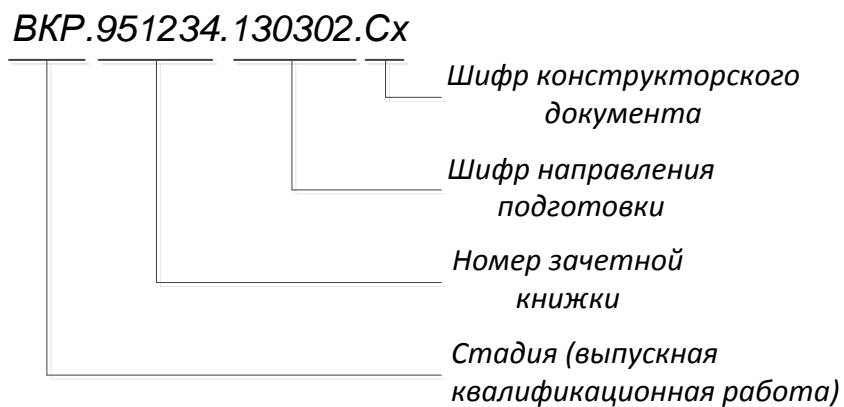 ВКР.951234.130302.Сх
Шифр конструкторского
документа
Шифр направления
подготовки
Номер зачетной
книжки
Стадия (выпускная
квалификационная работа)